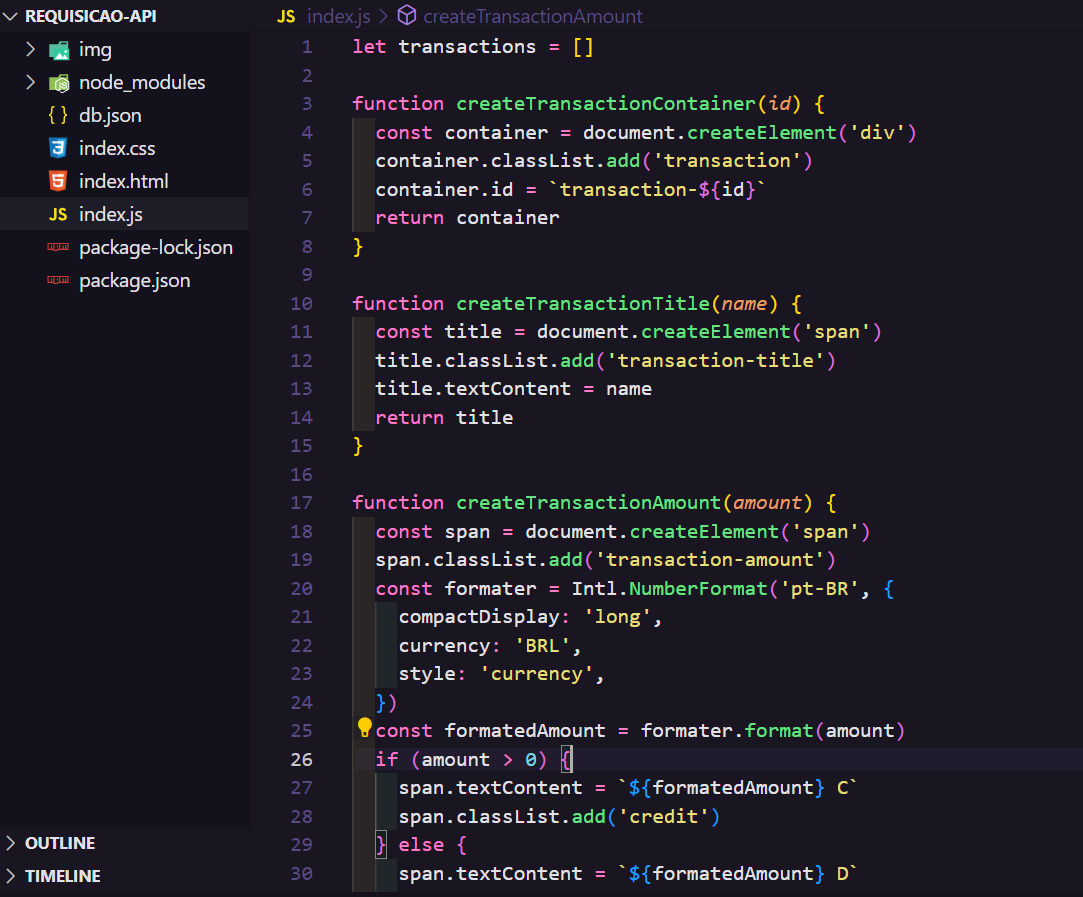 REQUISICAO-API
img
node_modules
{ } db.json
index.css
index.html
JS index.js
package-lock.json
package.json
OUTLINE
TIMELINE
JS index.js > createTransactionAmount
1 let transactions = []
2
3 function createTransactionContainer(id) {
4   const container = document.createElement('div')
5   container.classList.add('transaction')
6   container.id = `transaction-${id}`
7   return container
8 }
9
10 function createTransactionTitle(name) {
11   const title = document.createElement('span')
12   title.classList.add('transaction-title')
13   title.textContent = name
14   return title
15 }
16
17 function createTransactionAmount(amount) {
18   const span = document.createElement('span')
19   span.classList.add('transaction-amount')
20   const formater = Intl.NumberFormat('pt-BR', {
21     compactDisplay: 'long',
22     currency: 'BRL',
23     style: 'currency',
24   })
25   const formatedAmount = formater.format(amount)
26   if (amount > 0) {
27     span.textContent = `${formatedAmount} C`
28     span.classList.add('credit')
29   } else {
30     span.textContent = `${formatedAmount} D`